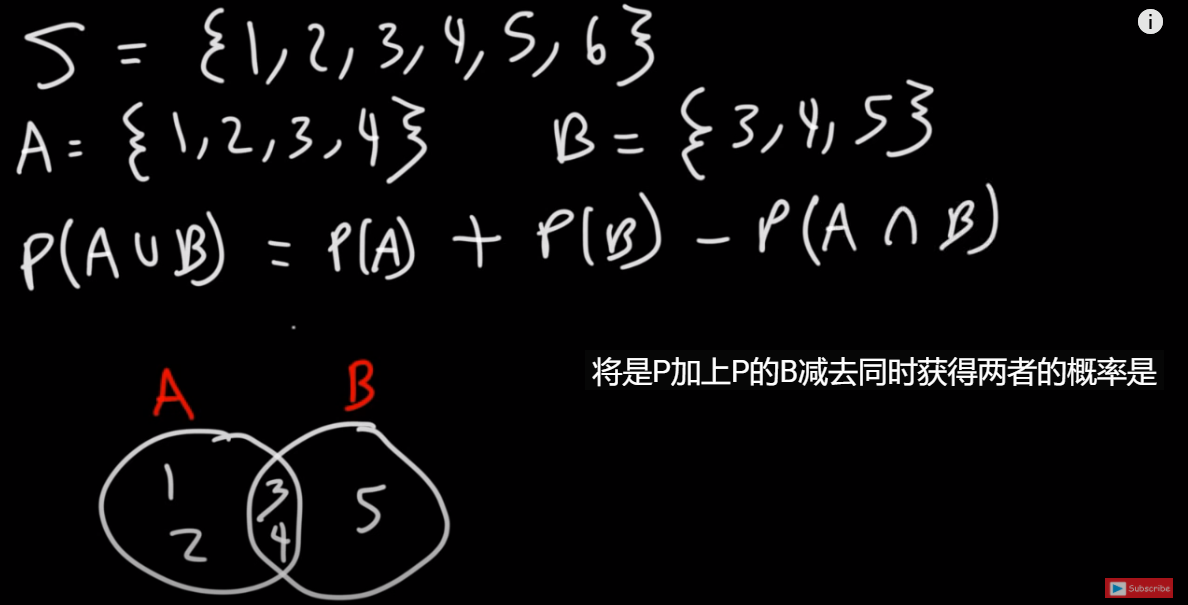 S = {1, 2, 3, 4, 5, 6}
A = {1, 2, 3, 4} B = {3, 4, 5}
P(A ∪ B) = P(A) + P(B) - P(A ∩ B)
将是P加上P的B减去同时获得两者的概率是
A B
1 3 5
2 4
Subscribe
i